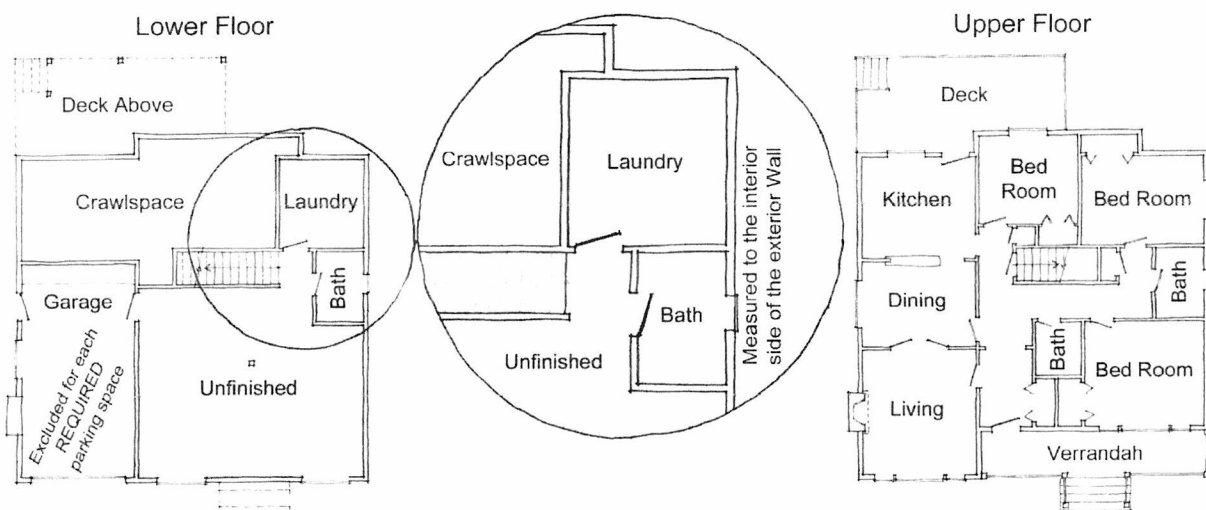 Lower Floor
Deck Above
Crawlspace
Laundry
Garage
Bath
Unfinished
Excluded for each
REQUIRED
parking space
Crawlspace
Laundry
Bath
Unfinished
Measured to the interior
side of the exterior Wall
Upper Floor
Deck
Kitchen
Bed
Room
Bed Room
Dining
Bath
Bath
Bed Room
Living
Verrandah